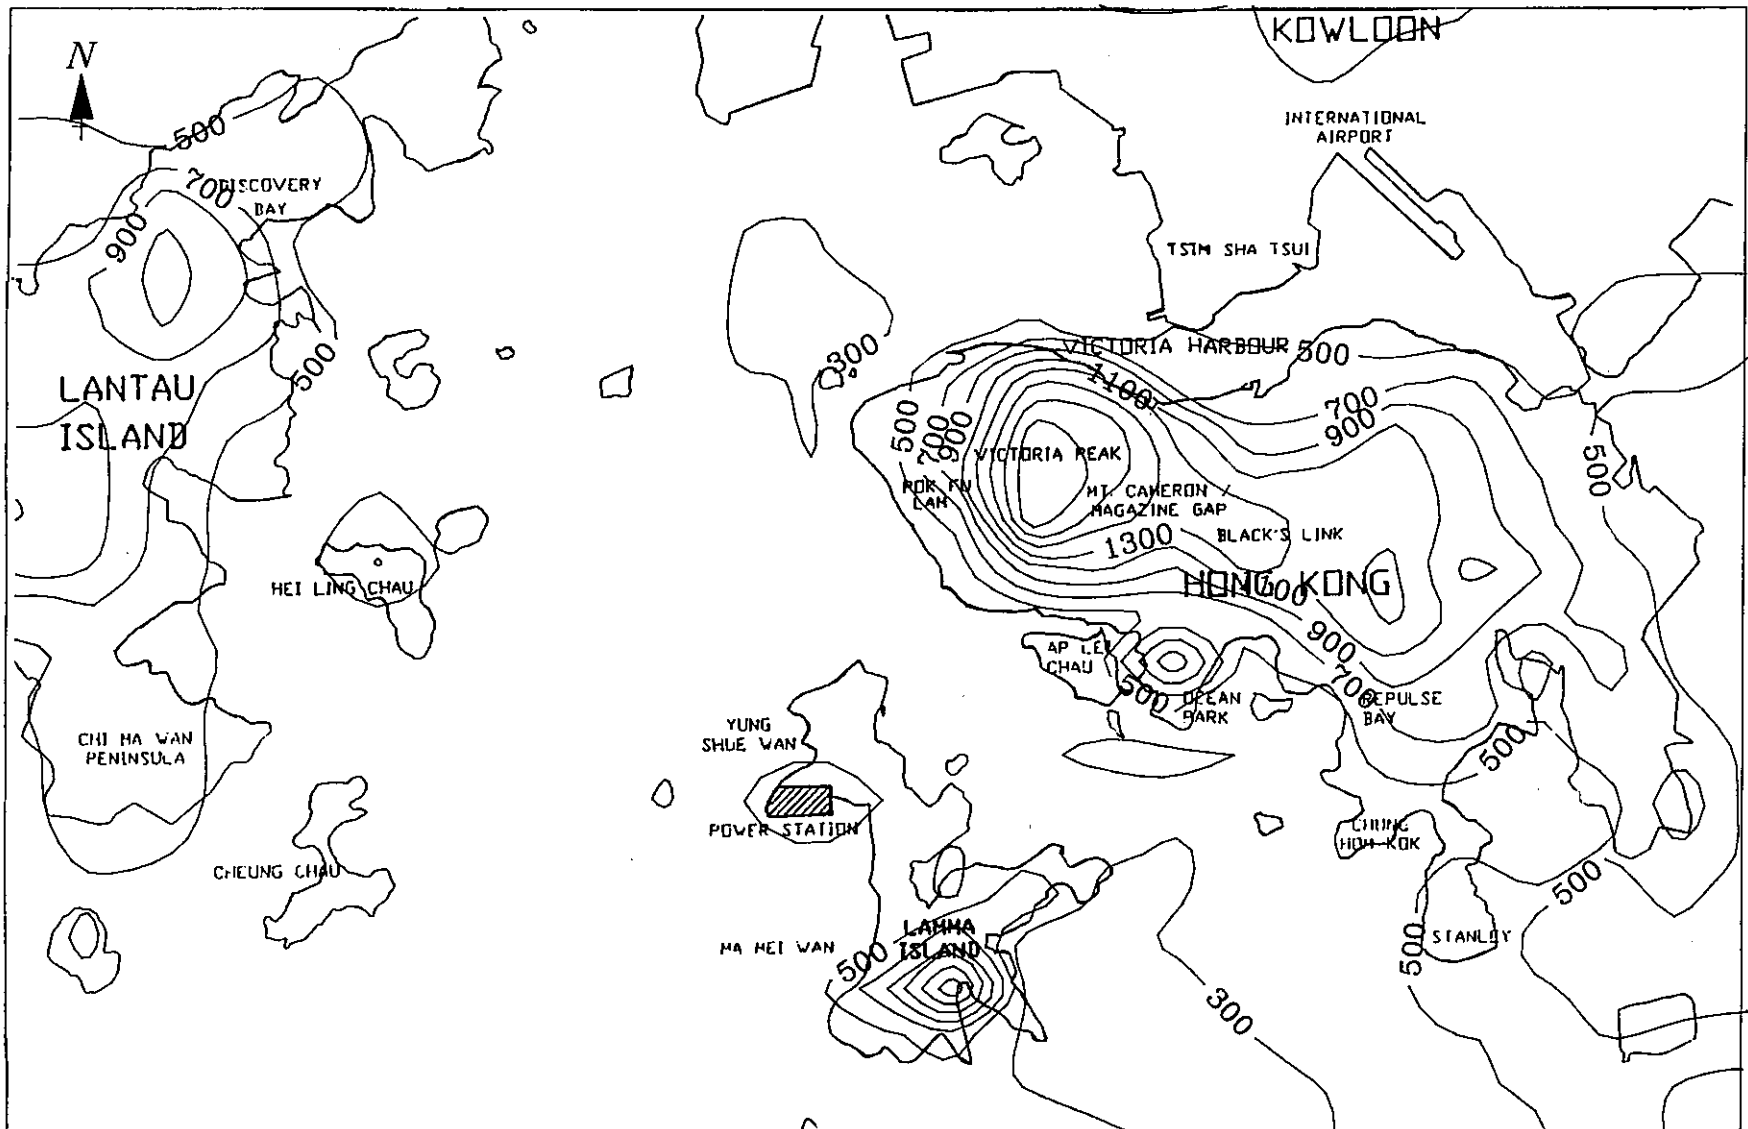 KOWLOON
N
INTERNATIONAL
AIRPORT
500
700
DISCOVERY
BAY
900
TSIM SHA TSUI
300
VICTORIA HARBOUR
500
500
LANTAU
ISLAND
1100
700
900
500
700
900
VICTORIA PEAK
500
POK FU
LAM
MT. CAMERON /
MAGAZINE GAP
BLACK'S LINK
1300
HEI LING CHAU
HONG KONG
900
AP LEI
CHAU
700
500
OCEAN
PARK
REPULSE
BAY
YUNG
SHUE WAN
CHI MA WAN
PENINSULA
500
POWER STATION
CHUNG
HOM KOK
CHEUNG CHAU
500
LAMMA
ISLAND
HA MEI WAN
500
500
STANLEY
300